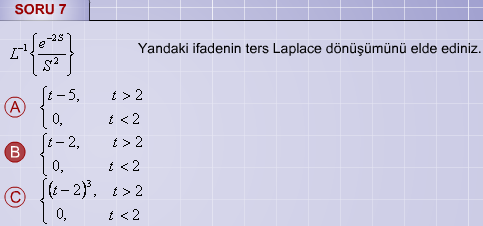 SORU 7
L⁻¹{e⁻²ˢ/S²} Yandaki ifadenin ters Laplace dönüşümünü elde ediniz.
A { t − 5, t > 2
0, t < 2
B { t − 2, t > 2
0, t < 2
C { (t − 2)³, t > 2
0, t < 2